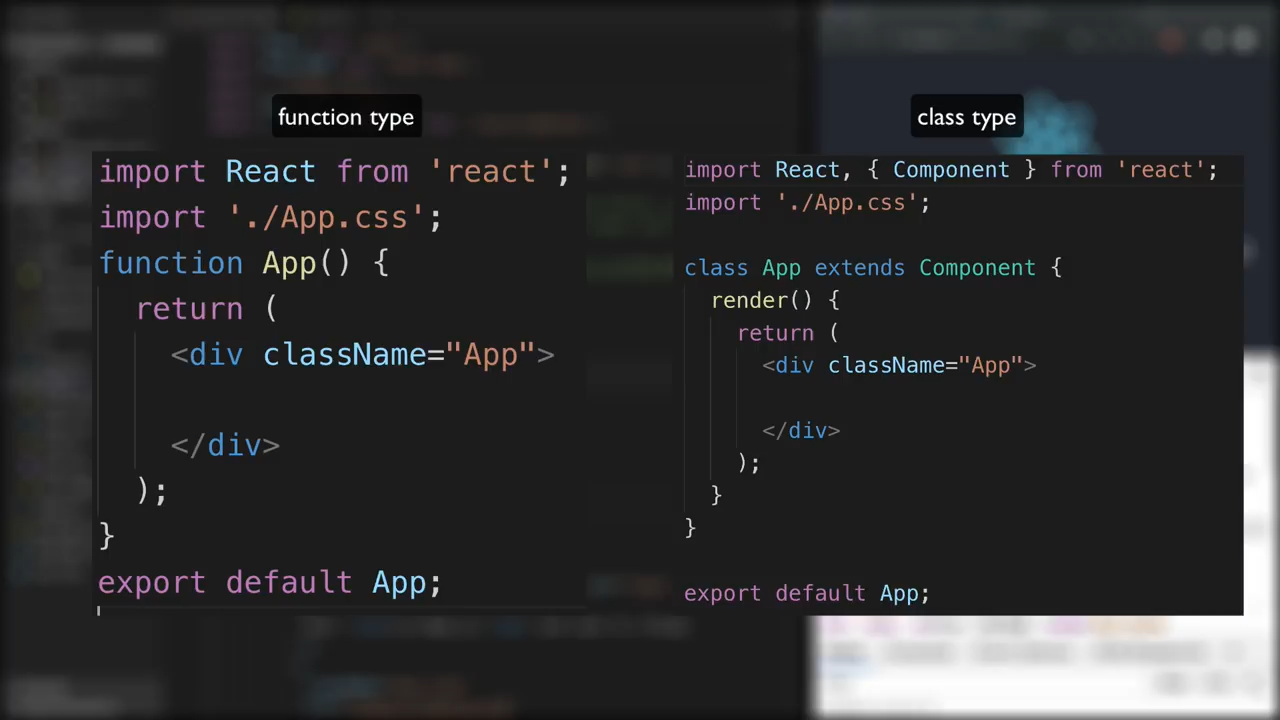 function type
import React from 'react';
import './App.css';
function App() {
  return (
    <div className="App">

    </div>
  );
}
export default App;
class type
import React, { Component } from 'react';
import './App.css';

class App extends Component {
  render() {
    return (
      <div className="App">

      </div>
    );
  }
}

export default App;